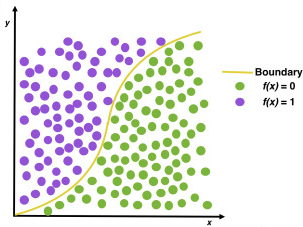 y
Boundary
f(x) = 0
f(x) = 1
x